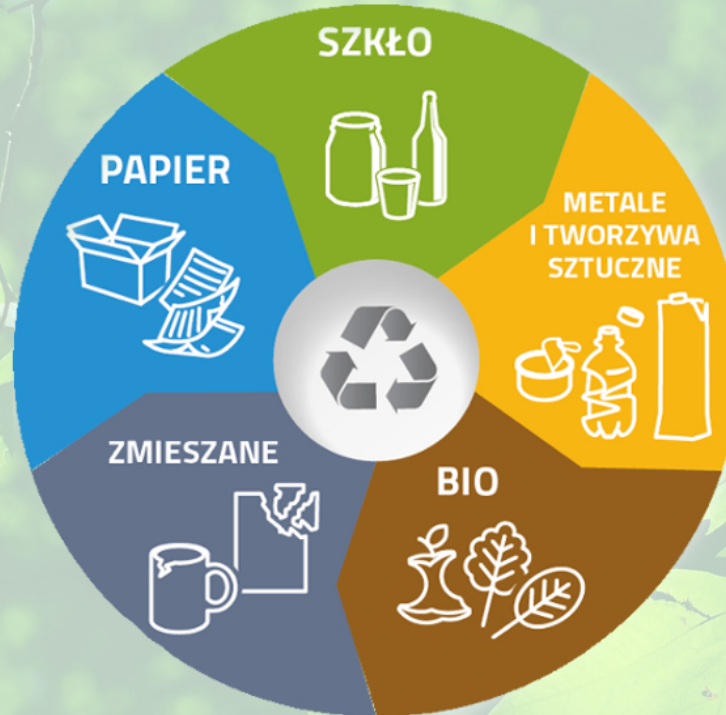 SZKŁO
PAPIER
METALE
I TWORZYWA
SZTUCZNE
ZMIESZANE
BIO